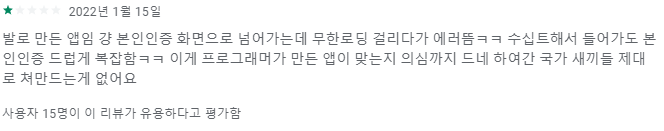 2022년 1월 15일
발로 만든 앱임 걍 본인인증 화면으로 넘어가는데 무한로딩 걸리다가 에러뜸ㅋㅋ 수십트해서 들어가도 본
인인증 드럽게 복잡함ㅋㅋ 이게 프로그래머가 만든 앱이 맞는지 의심까지 드네 하여간 국가 새끼들 제대
로 쳐만드는게 없어요
사용자 15명이 이 리뷰가 유용하다고 평가함